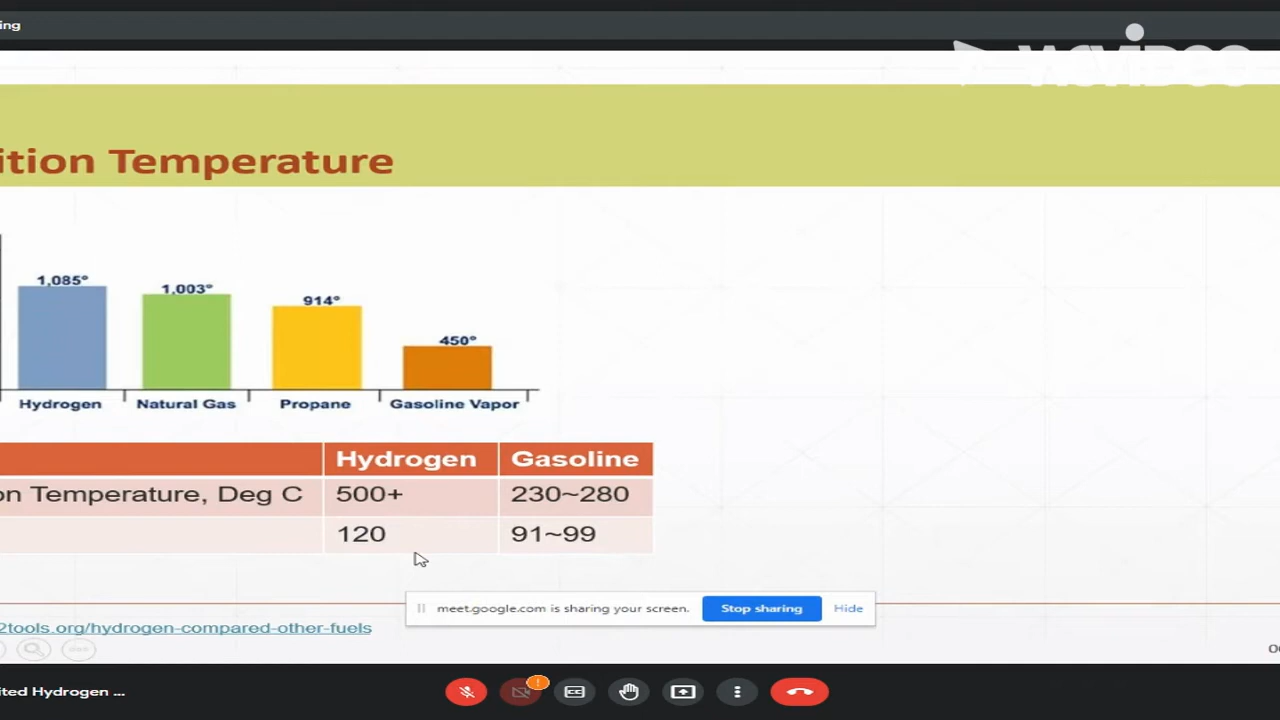 ing
ition Temperature
1,085°
1,003°
914°
450°
Hydrogen
Natural Gas
Propane
Gasoline Vapor
Hydrogen Gasoline
on Temperature, Deg C 500+ 230~280
120 91~99
meet.google.com is sharing your screen. Stop sharing Hide
2tools.org/hydrogen-compared-other-fuels
ited Hydrogen ...